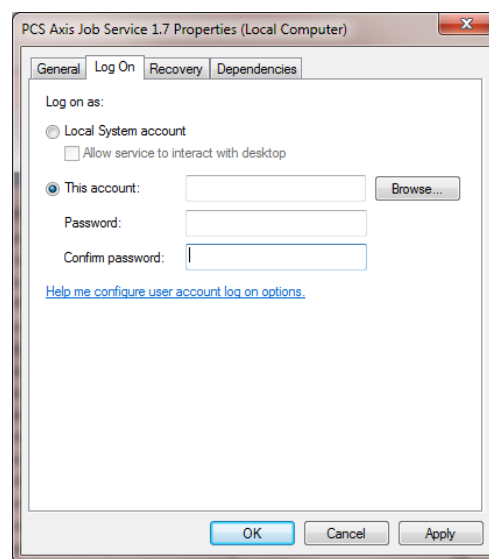 PCS Axis Job Service 1.7 Properties (Local Computer)
General Log On Recovery Dependencies
Log on as:
Local System account
Allow service to interact with desktop
This account: Browse...
Password:
Confirm password:
Help me configure user account log on options.
OK Cancel Apply